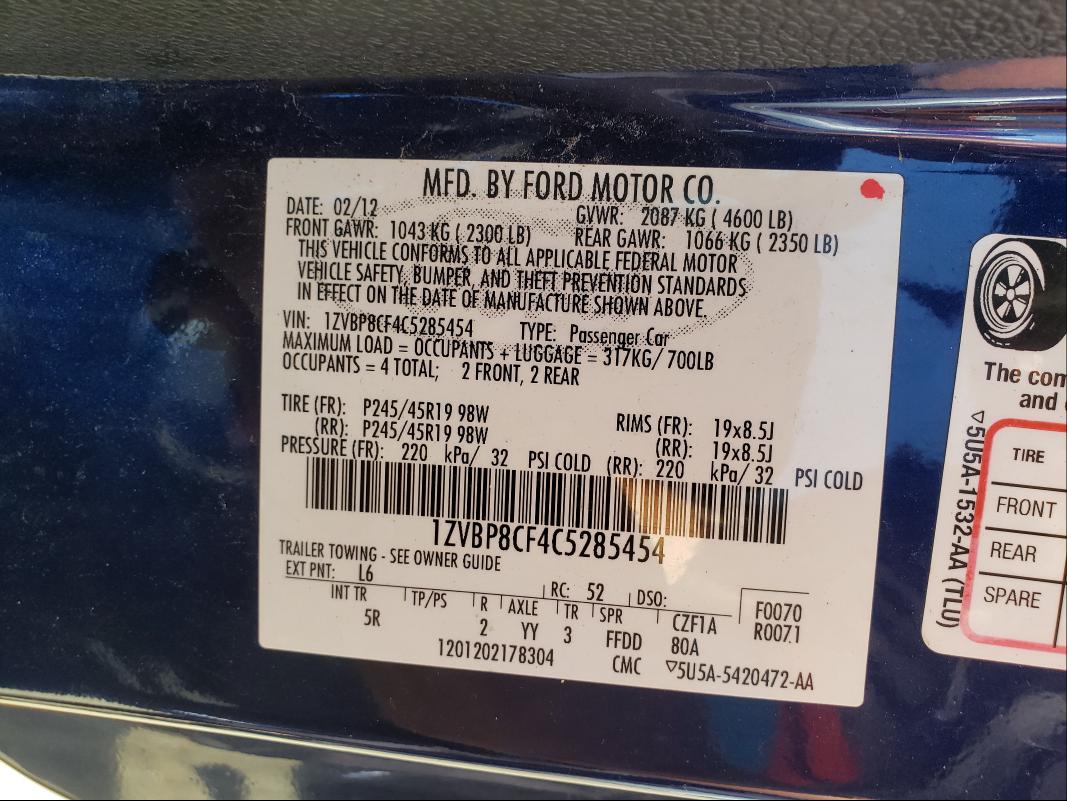 MFD. BY FORD MOTOR CO.
DATE: 02/12 GVWR: 2087 KG ( 4600 LB)
FRONT GAWR: 1043 KG ( 2300 LB) REAR GAWR: 1066 KG ( 2350 LB)
THIS VEHICLE CONFORMS TO ALL APPLICABLE FEDERAL MOTOR
VEHICLE SAFETY, BUMPER, AND THEFT PREVENTION STANDARDS
IN EFFECT ON THE DATE OF MANUFACTURE SHOWN ABOVE.
VIN: 1ZVBP8CF4C5285454 TYPE: Passenger Car
MAXIMUM LOAD = OCCUPANTS + LUGGAGE = 317KG/ 700LB
OCCUPANTS = 4 TOTAL; 2 FRONT, 2 REAR
TIRE (FR): P245/45R19 98W RIMS (FR): 19x8.5J
(RR): P245/45R19 98W (RR): 19x8.5J
PRESSURE (FR): 220 kPa/ 32 PSI COLD (RR): 220 kPa/ 32 PSI COLD
1ZVBP8CF4C5285454
TRAILER TOWING - SEE OWNER GUIDE
EXT PNT: L6 RC: 52 DSO:
INT TR TP/PS R AXLE TR SPR CZF1A F0070
5R 2 YY 3 FFDD 80A R0071
1201202178304 CMC ▽5U5A-5420472-AA
The com
and
▽5U5A-1532-AA (TL0)
TIRE
FRONT
REAR
SPARE